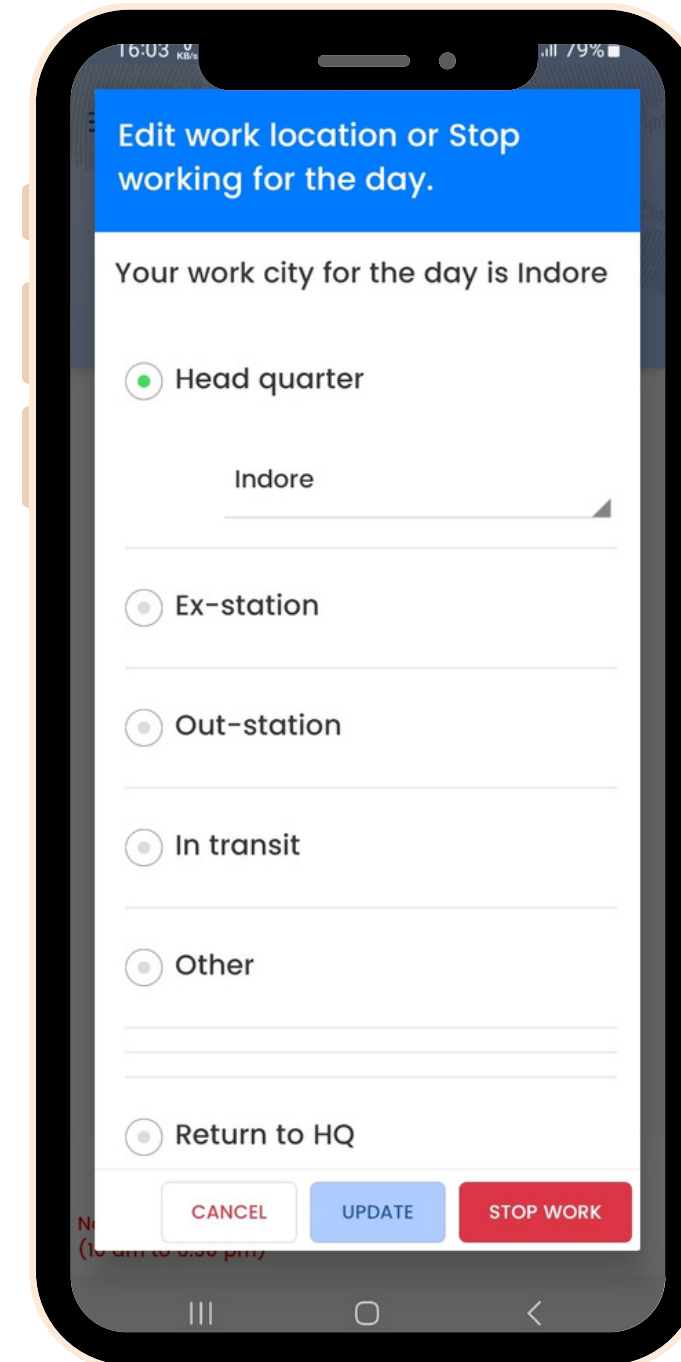 16:03 KB/s 79%
Edit work location or Stop
working for the day.
Your work city for the day is Indore
Head quarter
Indore
Ex-station
Out-station
In transit
Other
Return to HQ
CANCEL UPDATE STOP WORK